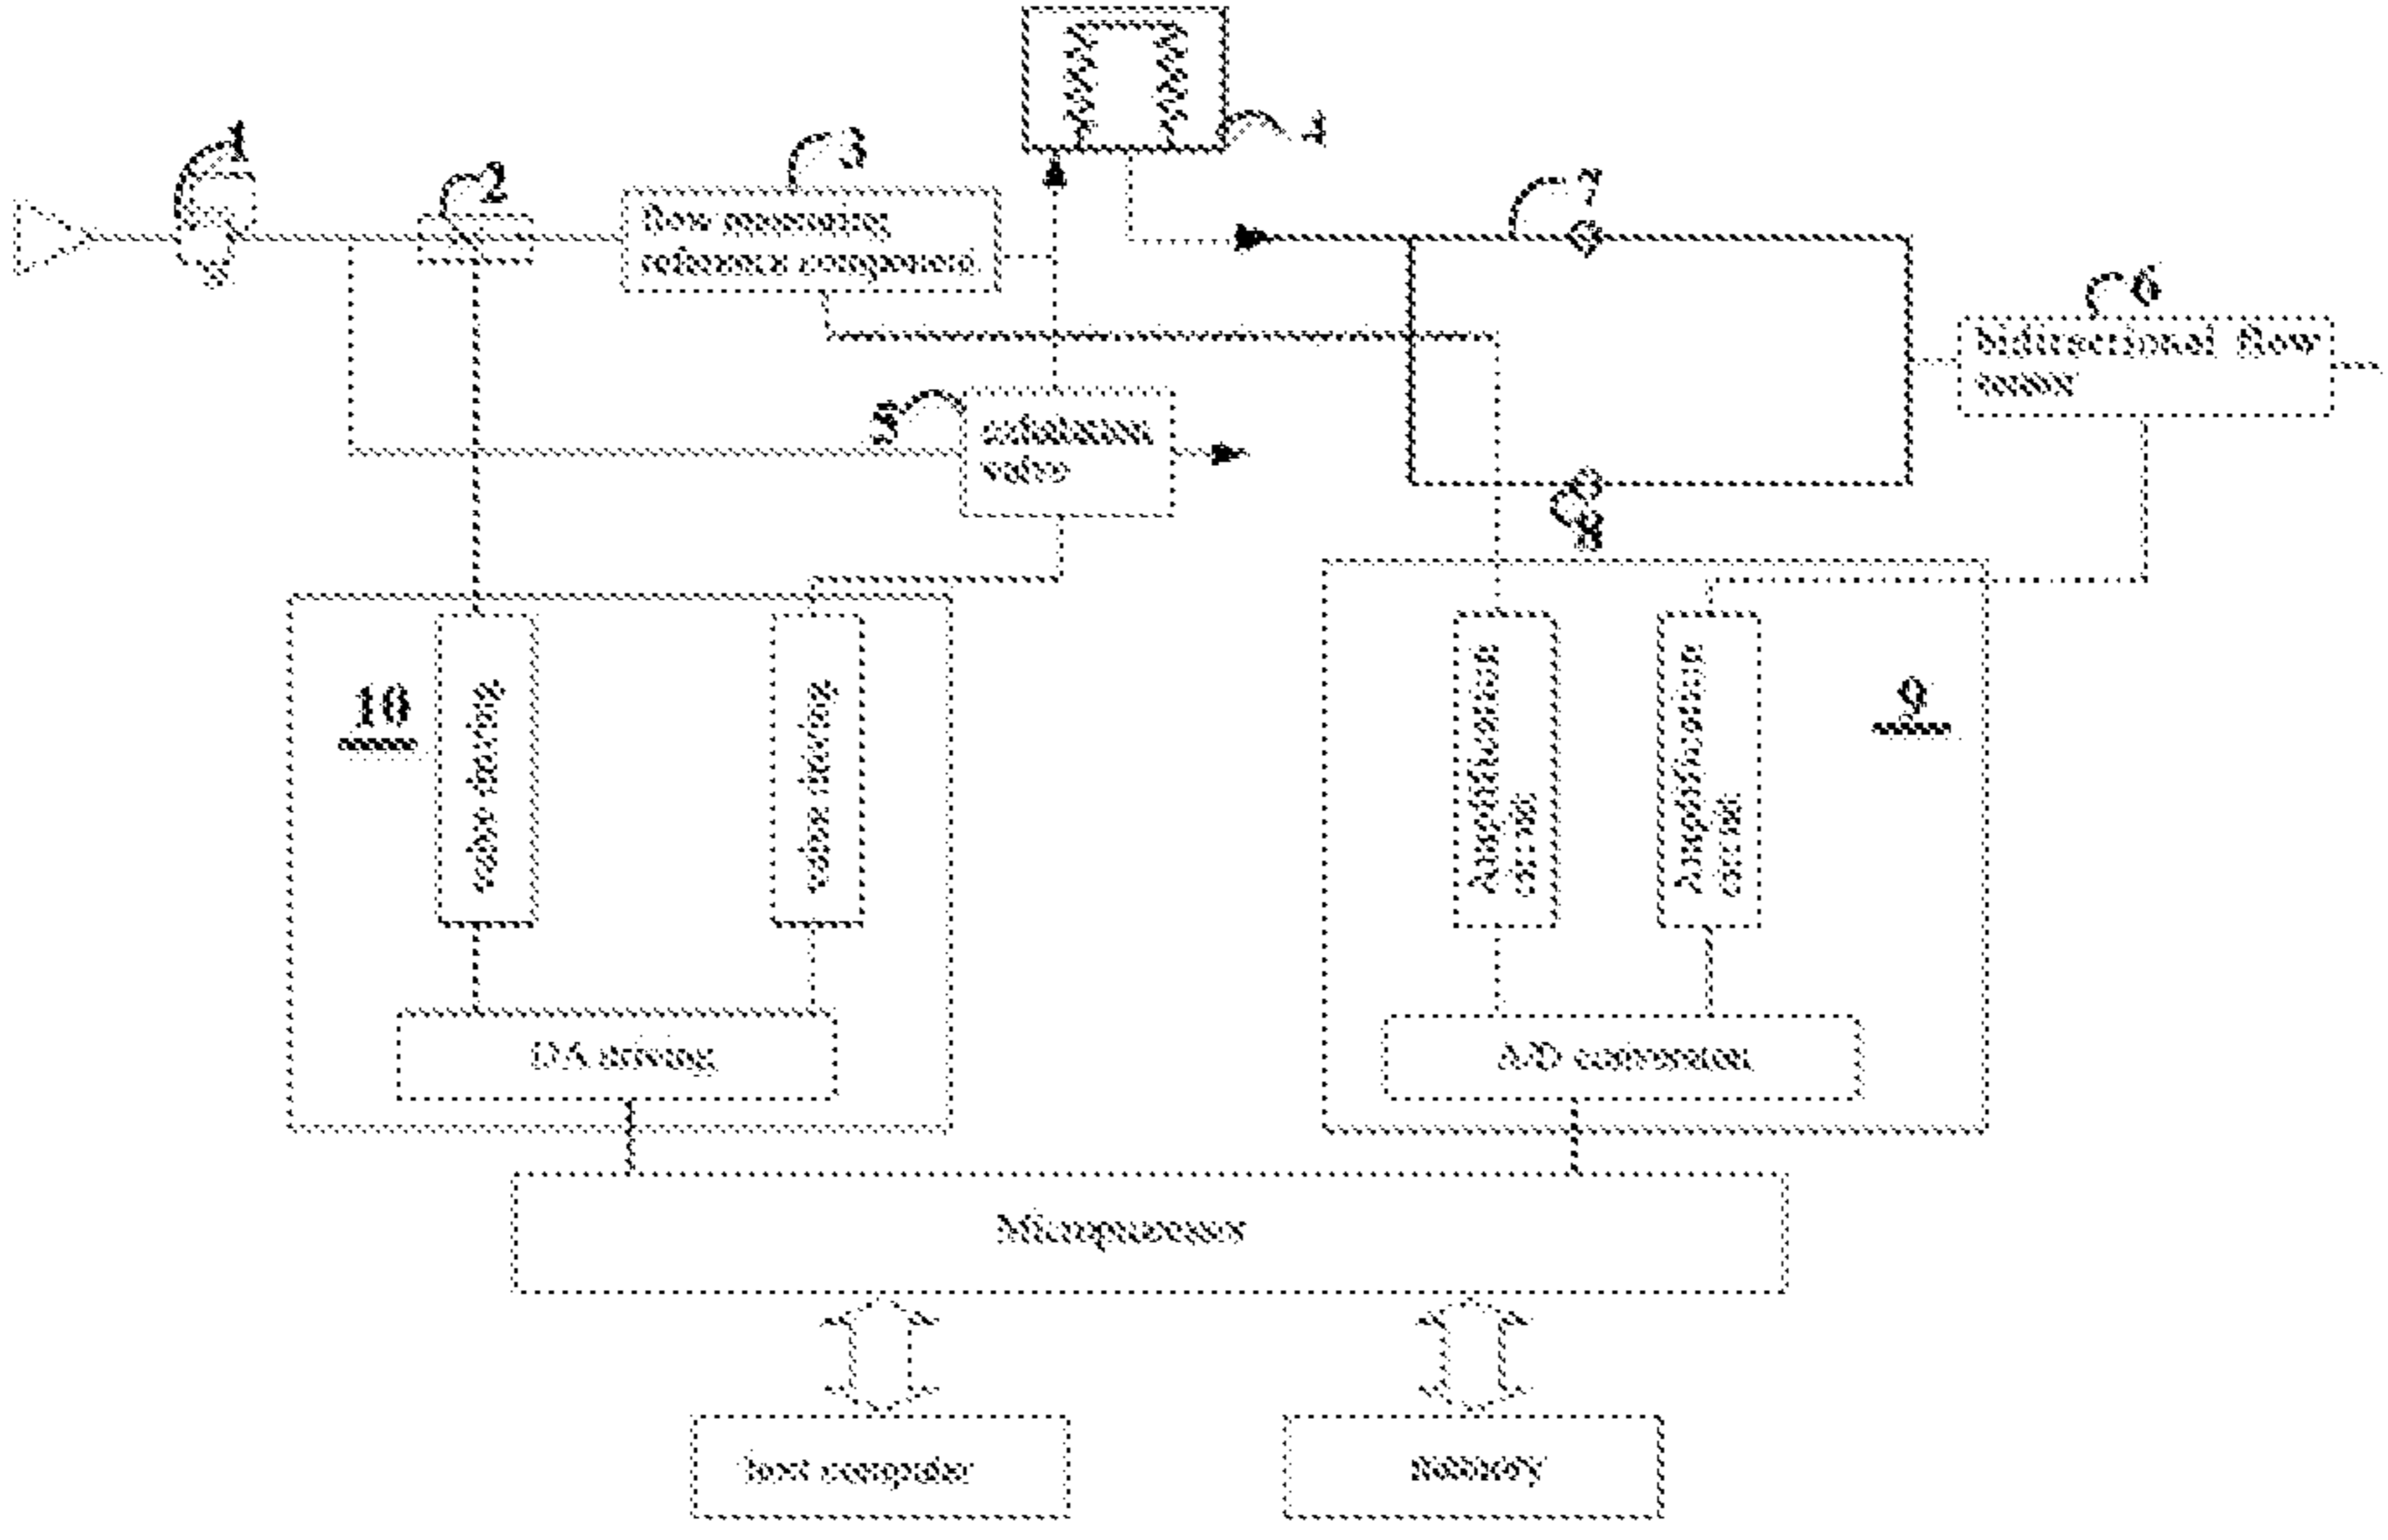 1
2
3
flow measuring
reference component
4
7
6
bidirectional flow
sensor
5
exhalation
valve
8
10
valve driving
valve driving
Amplification
circuit
Amplification
circuit
9
DA driving
A/D conversion
Microprocessor
host computer
memory